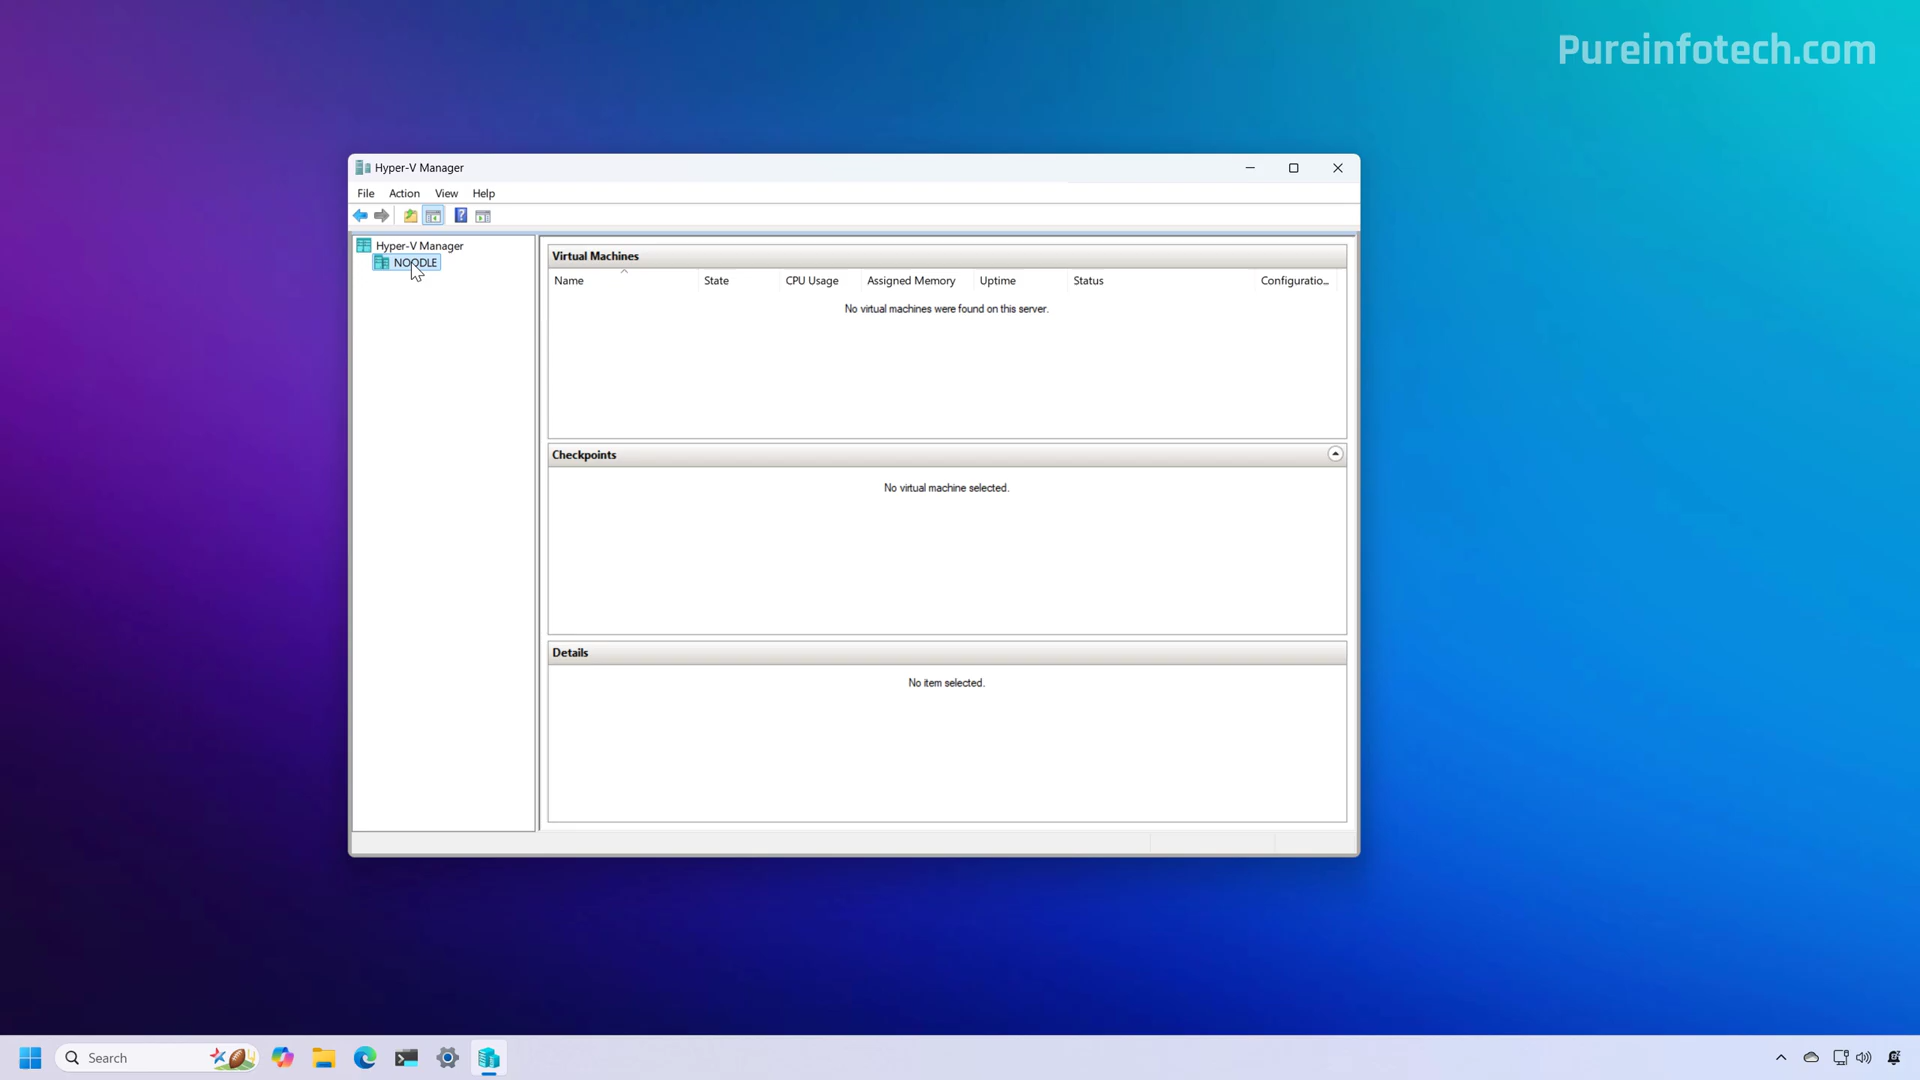 Pureinfotech.com
Hyper-V Manager
File Action View Help
Hyper-V Manager
NOODLE
Virtual Machines
Name State CPU Usage Assigned Memory Uptime Status Configuratio...
No virtual machines were found on this server.
Checkpoints
No virtual machine selected.
Details
No item selected.
Search